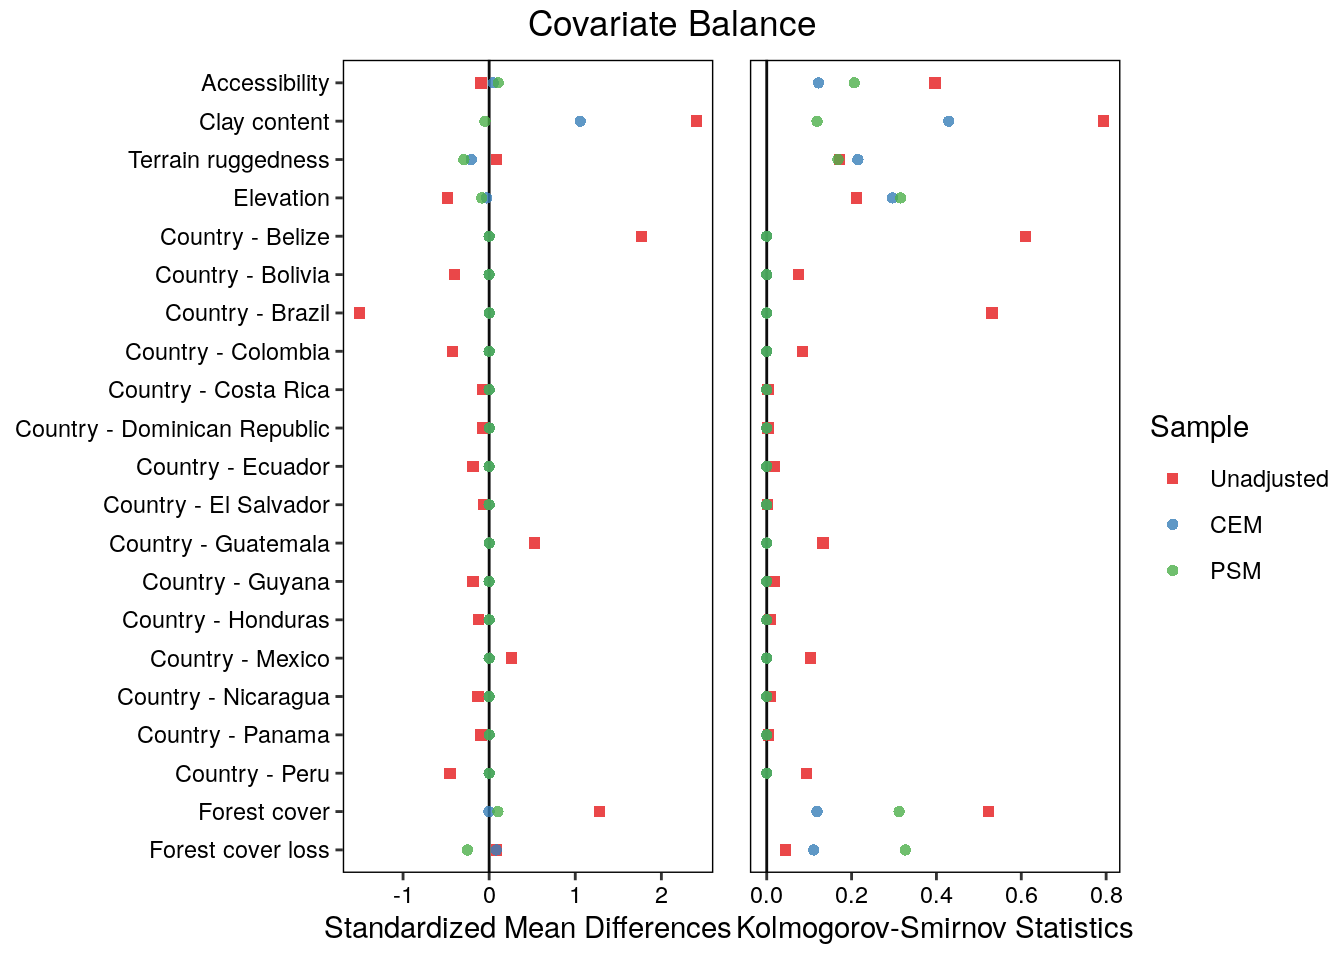 Covariate Balance
Accessibility
Clay content
Terrain ruggedness
Elevation
Country - Belize
Country - Bolivia
Country - Brazil
Country - Colombia
Country - Costa Rica
Country - Dominican Republic
Country - Ecuador
Country - El Salvador
Country - Guatemala
Country - Guyana
Country - Honduras
Country - Mexico
Country - Nicaragua
Country - Panama
Country - Peru
Forest cover
Forest cover loss
-1 0 1 2
Standardized Mean Differences
0.0 0.2 0.4 0.6 0.8
Kolmogorov-Smirnov Statistics
Sample
Unadjusted
CEM
PSM